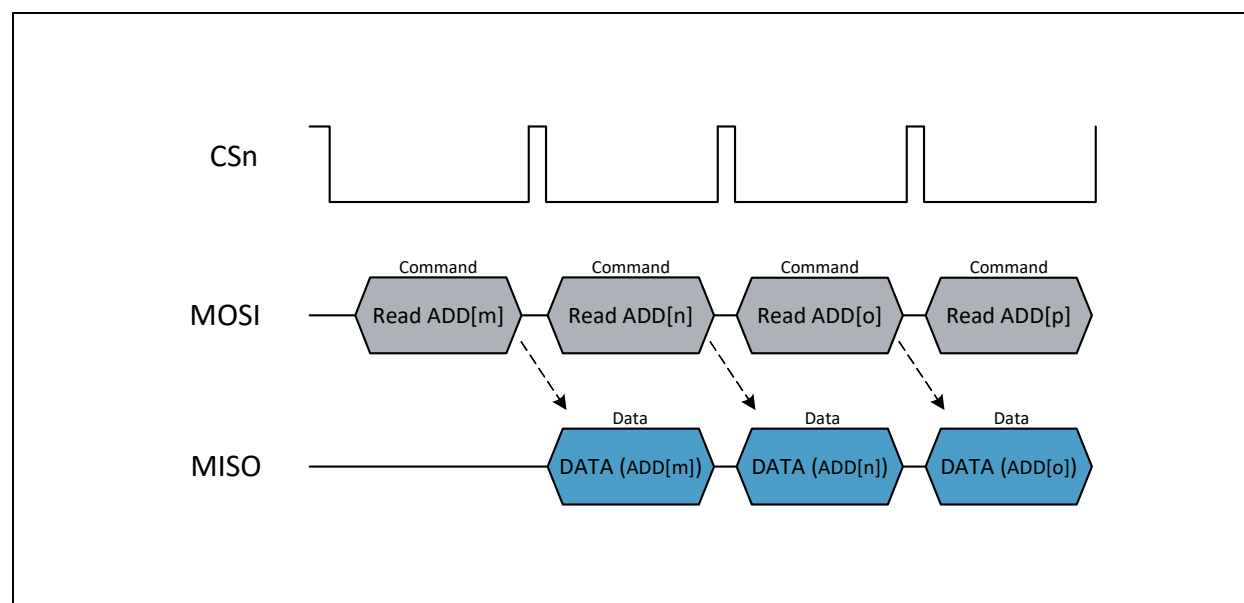 CSn
Command Command Command Command
MOSI Read ADD[m] Read ADD[n] Read ADD[o] Read ADD[p]
Data Data Data
MISO DATA (ADD[m]) DATA (ADD[n]) DATA (ADD[o])